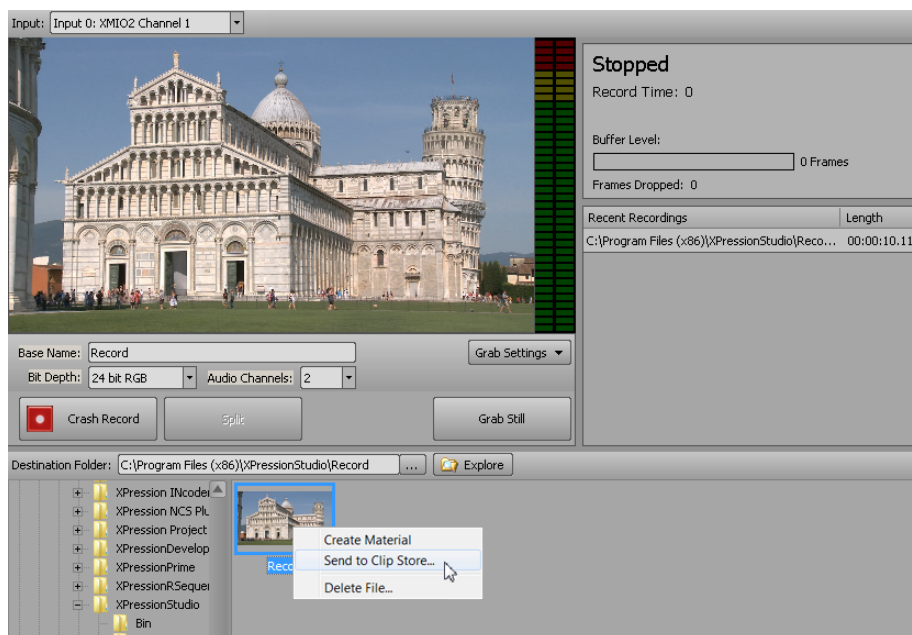 Input: Input 0: XMIO2 Channel 1
Stopped
Record Time: 0
Buffer Level:
0 Frames
Frames Dropped: 0
Recent Recordings Length
C:\Program Files (x86)\XPressionStudio\Reco... 00:00:10.11
Base Name: Record
Grab Settings
Bit Depth: 24 bit RGB Audio Channels: 2
Crash Record Split Grab Still
Destination Folder: C:\Program Files (x86)\XPressionStudio\Record ... Explore
XPression INcoder
XPression NCS Plu
XPression Project
XPressionDevelop
XPressionPrime
XPressionRSequen
XPressionStudio
Bin
Reco
Create Material
Send to Clip Store...
Delete File...